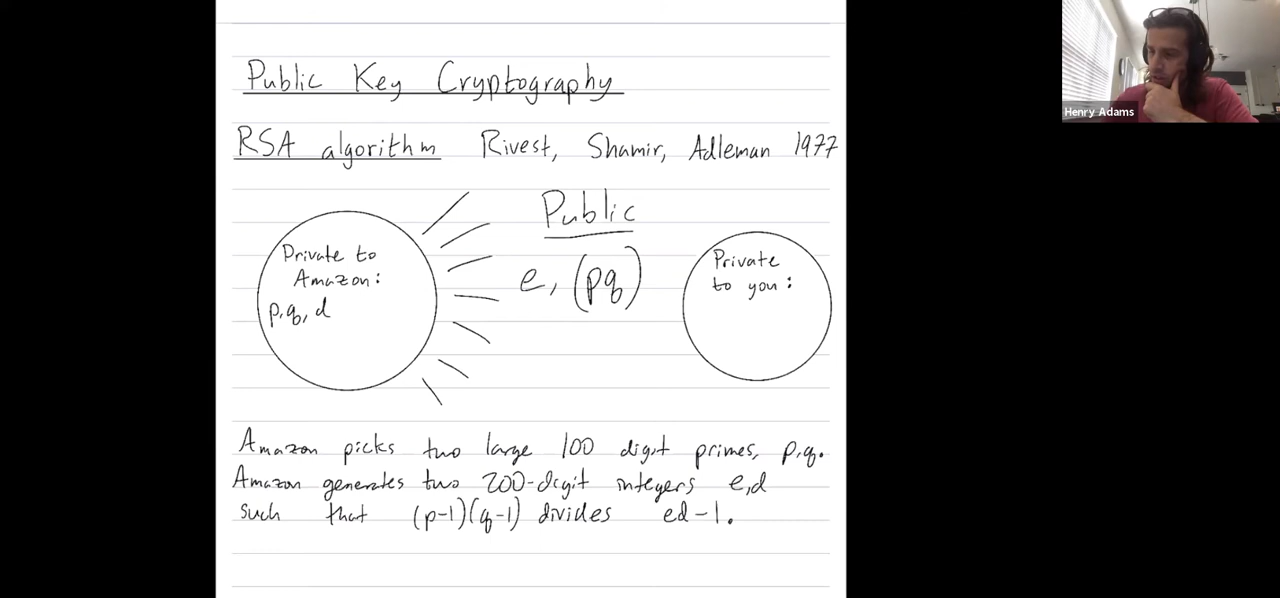 Public Key Cryptography
RSA algorithm Rivest, Shamir, Adleman 1977
Private to
Amazon:
p,q, d
Public
e, (pq)
Private
to you:
Amazon picks two large 100 digit primes, p,q.
Amazon generates two 200-digit integers e,d
such that (p-1)(q-1) divides ed-1.
Henry Adams